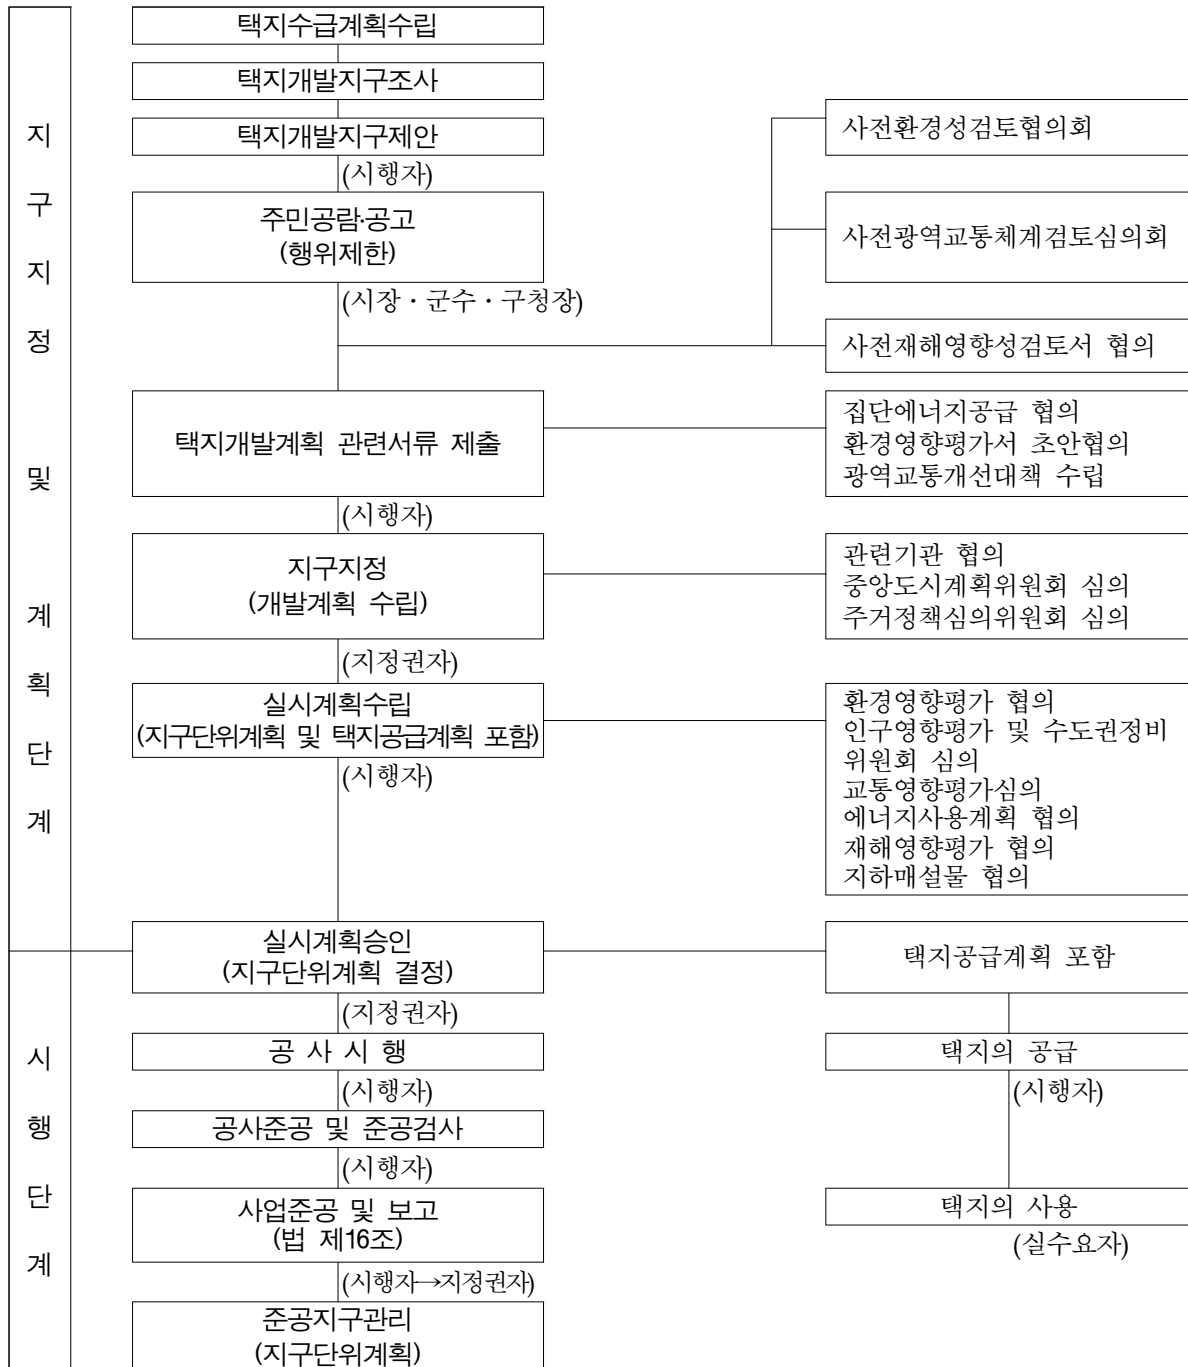 지구지정 및 계획단계
택지수급계획수립
택지개발지구조사
택지개발지구제안
(시행자)
주민공람·공고
(행위제한)
(시장·군수·구청장)
사전환경성검토협의회
사전광역교통체계검토심의회
사전재해영향성검토서 협의
택지개발계획 관련서류 제출
(시행자)
집단에너지공급 협의
환경영향평가서 초안협의
광역교통개선대책 수립
지구지정
(개발계획 수립)
(지정권자)
관련기관 협의
중앙도시계획위원회 심의
주거정책심의위원회 심의
실시계획수립
(지구단위계획 및 택지공급계획 포함)
(시행자)
환경영향평가 협의
인구영향평가 및 수도권정비
위원회 심의
교통영향평가심의
에너지사용계획 협의
재해영향평가 협의
지하매설물 협의
시행단계
실시계획승인
(지구단위계획 결정)
(지정권자)
택지공급계획 포함
공 사 시 행
(시행자)
택지의 공급
(시행자)
공사준공 및 준공검사
(시행자)
사업준공 및 보고
(법 제16조)
(시행자→지정권자)
택지의 사용
(실수요자)
준공지구관리
(지구단위계획)